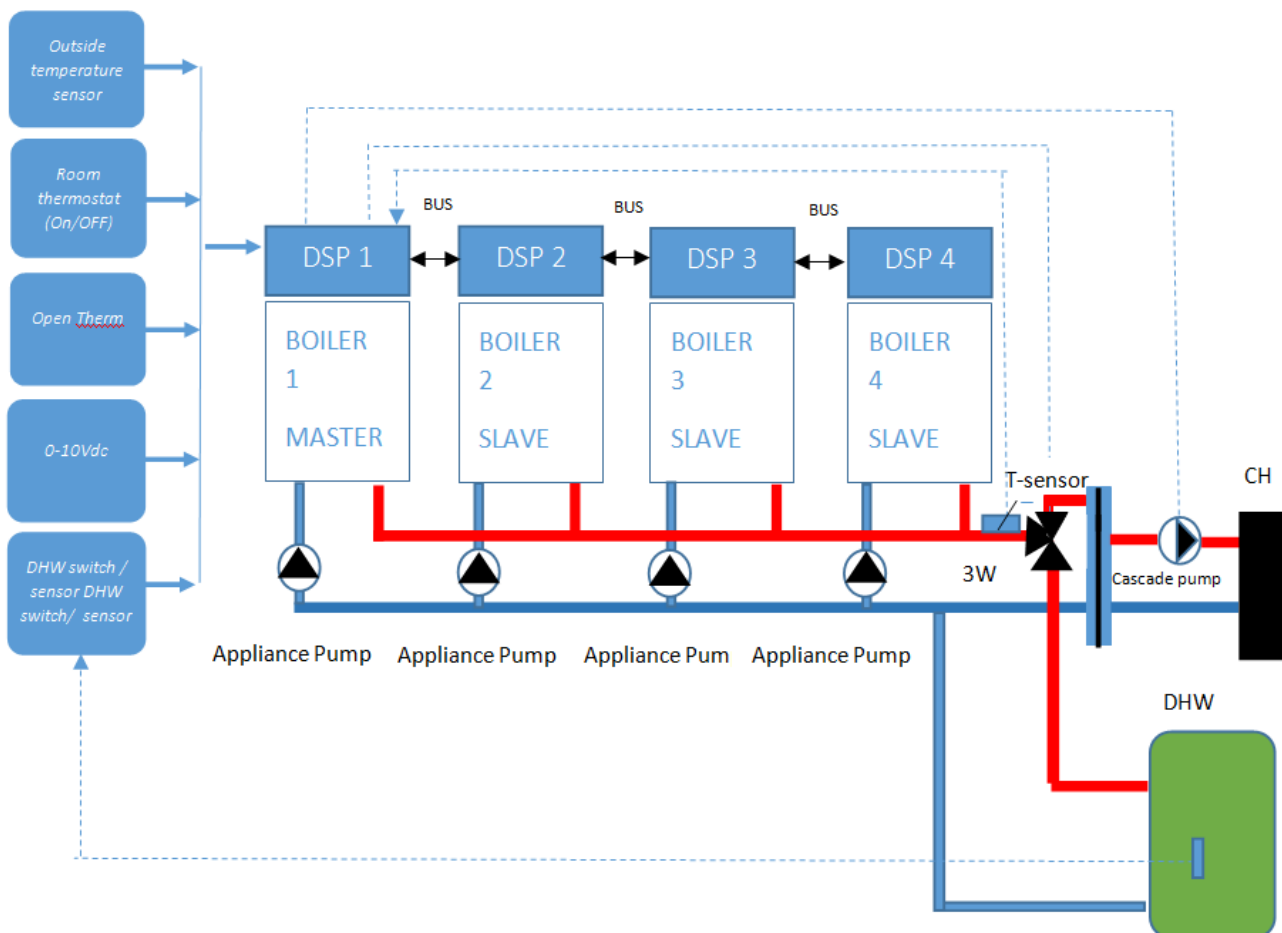 Outside
temperature
sensor
Room
thermostat
(On/OFF)
Open Therm
0-10Vdc
DHW switch /
sensor DHW
switch/ sensor
BUS
BUS
BUS
DSP 1
DSP 2
DSP 3
DSP 4
BOILER
1
MASTER
BOILER
2
SLAVE
BOILER
3
SLAVE
BOILER
4
SLAVE
T-sensor
CH
3W
Cascade pump
Appliance Pump
Appliance Pump
Appliance Pum
Appliance Pump
DHW